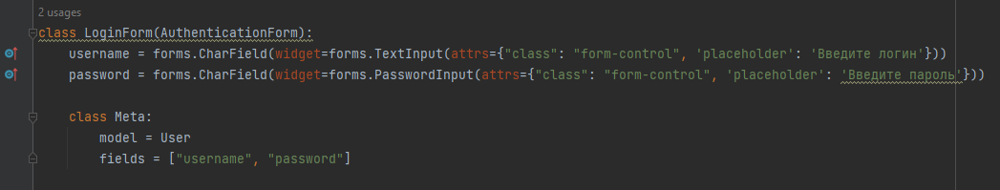 2 usages
class LoginForm(AuthenticationForm):
    username = forms.CharField(widget=forms.TextInput(attrs={"class": "form-control", 'placeholder': 'Введите логин'}))
    password = forms.CharField(widget=forms.PasswordInput(attrs={"class": "form-control", 'placeholder': 'Введите пароль'}))
    class Meta:
        model = User
        fields = ["username", "password"]